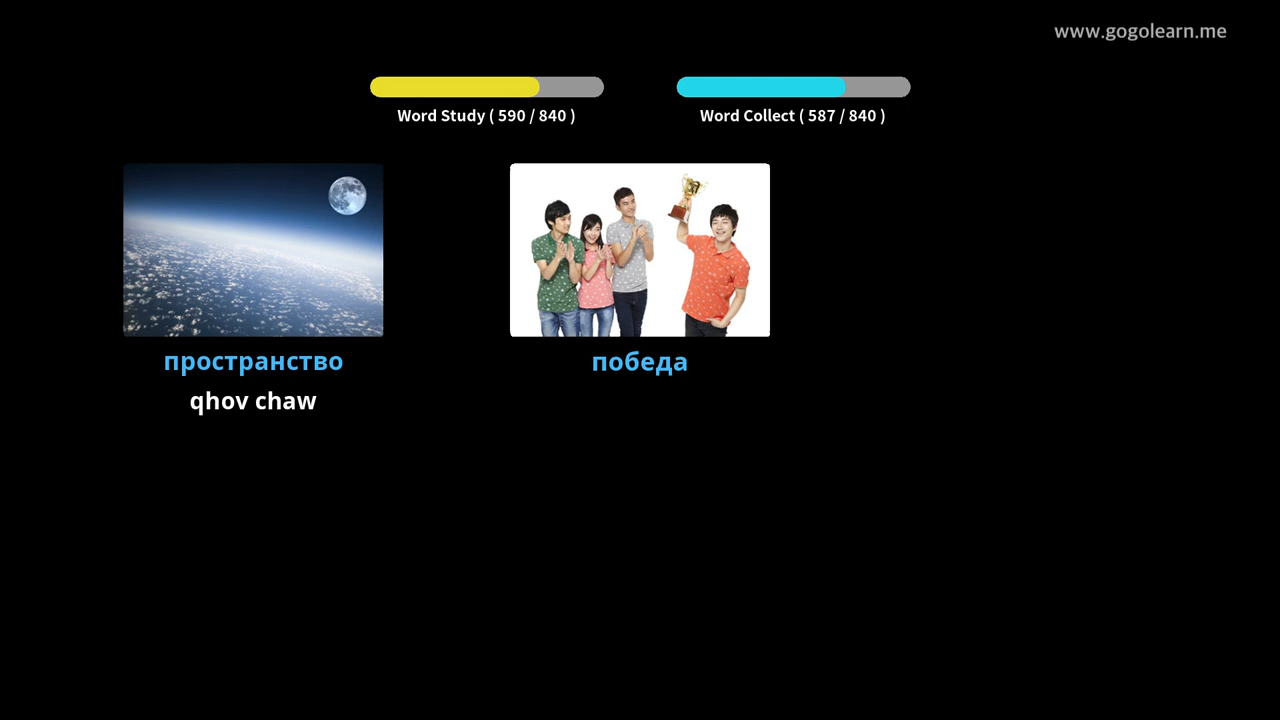 www.gogolearn.me
Word Study ( 590 / 840 )
Word Collect ( 587 / 840 )
пространство
победа
qhov chaw